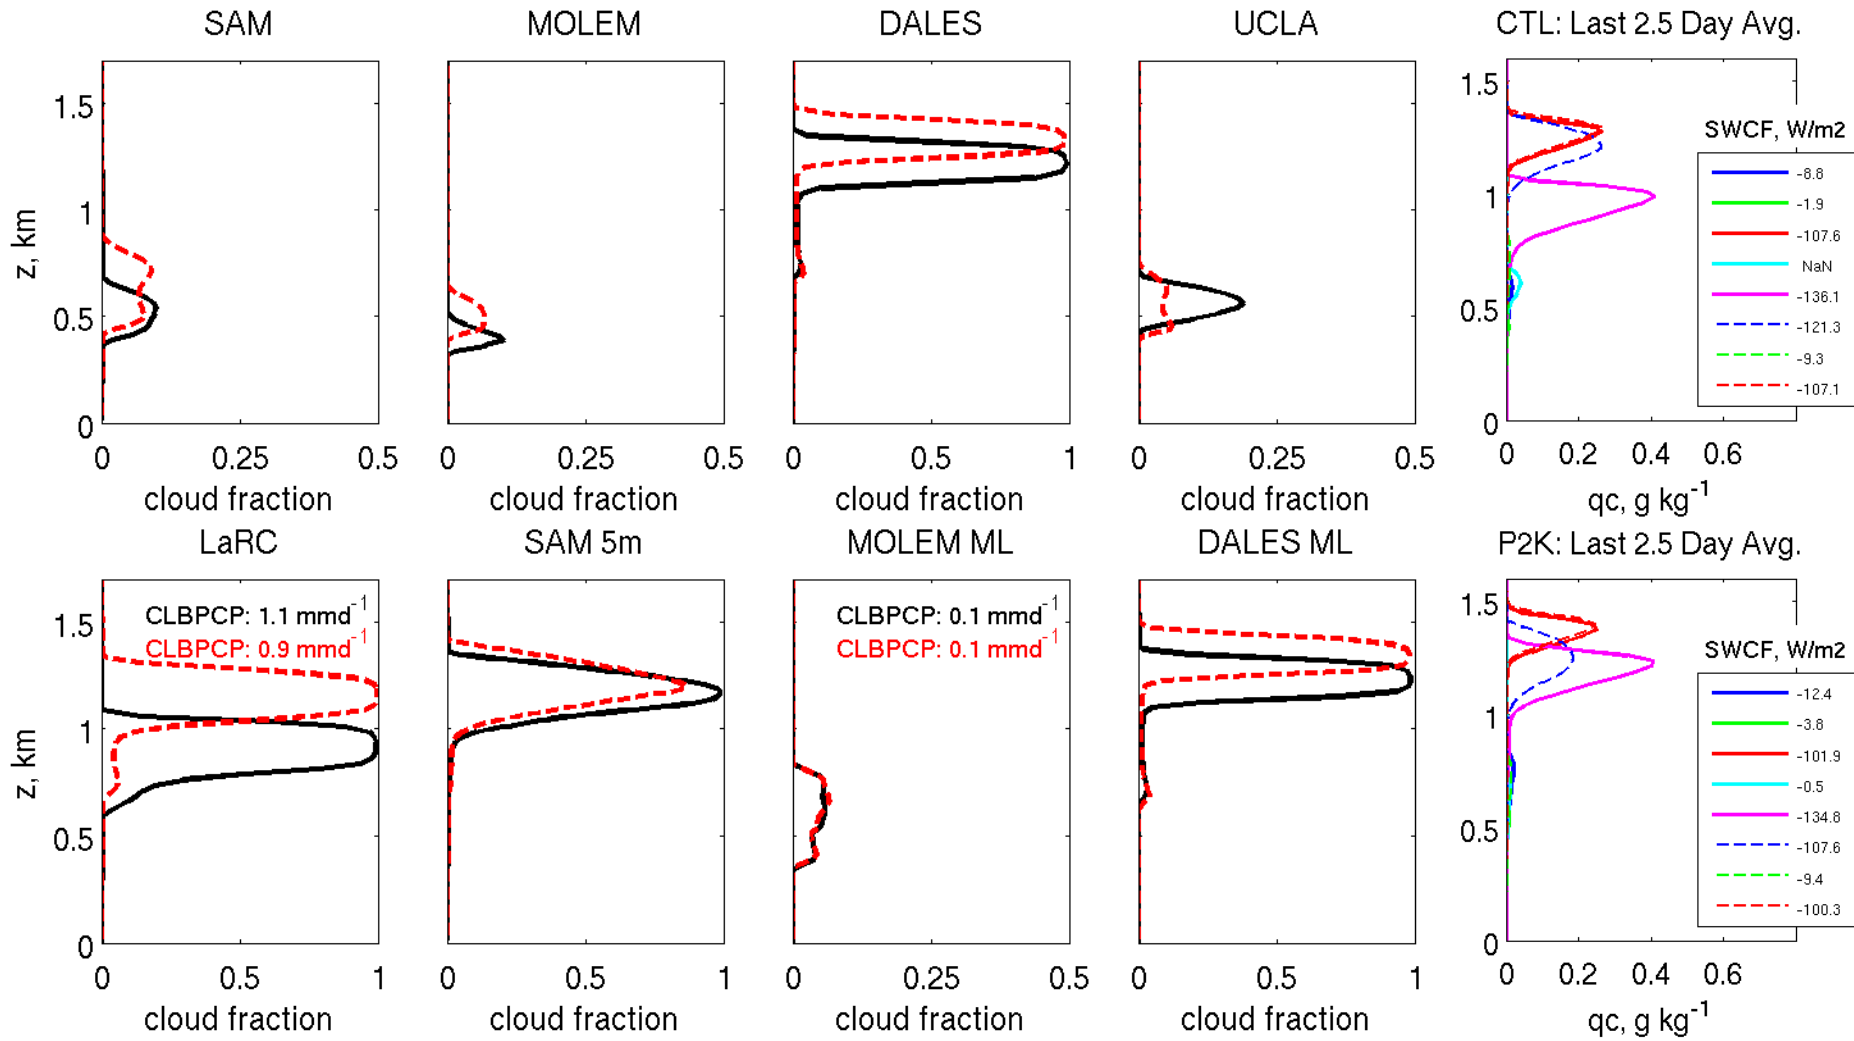 SAM
MOLEM
DALES
UCLA
CTL: Last 2.5 Day Avg.
z, km
1.5
1
0.5
0
0 0.25 0.5
cloud fraction
0 0.25 0.5
cloud fraction
0 0.5 1
cloud fraction
0 0.25 0.5
cloud fraction
1.5
1
0.5
0
0 0.2 0.4 0.6
qc, g kg-1
SWCF, W/m2
-8.8
-1.9
-107.6
NaN
-136.1
-121.3
-9.3
-107.1
LaRC
SAM 5m
MOLEM ML
DALES ML
P2K: Last 2.5 Day Avg.
z, km
1.5
1
0.5
0
CLBPCP: 1.1 mmd-1
CLBPCP: 0.9 mmd-1
0 0.5 1
cloud fraction
0 0.5 1
cloud fraction
CLBPCP: 0.1 mmd-1
CLBPCP: 0.1 mmd-1
0 0.25 0.5
cloud fraction
0 0.5 1
cloud fraction
1.5
1
0.5
0
0 0.2 0.4 0.6
qc, g kg-1
SWCF, W/m2
-12.4
-3.8
-101.9
-0.5
-134.8
-107.6
-9.4
-100.3